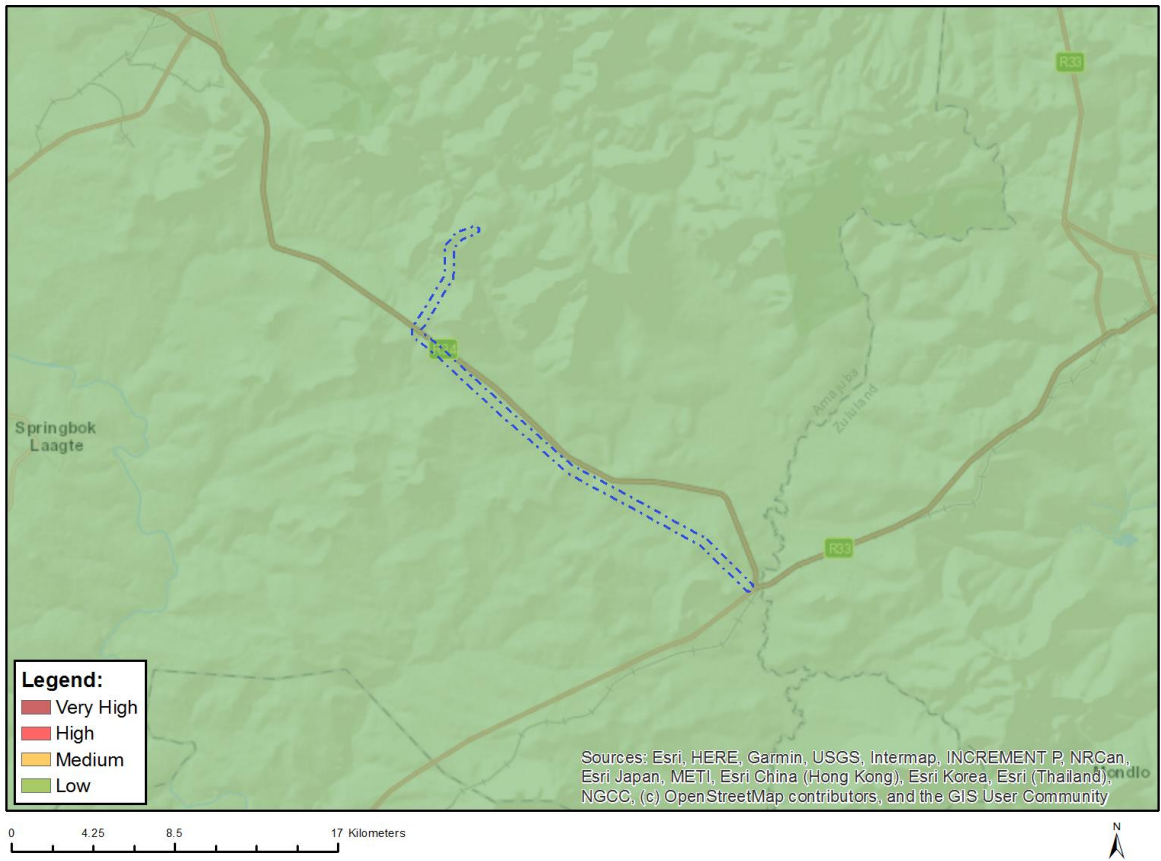 R33
Amajuba
Zululand
Springbok
Laagte
R33
Legend:
Very High
High
Medium
Low
Sources: Esri, HERE, Garmin, USGS, Intermap, INCREMENT P, NRCan,
Esri Japan, METI, Esri China (Hong Kong), Esri Korea, Esri (Thailand),
NGCC, (c) OpenStreetMap contributors, and the GIS User Community
0 4.25 8.5 17 Kilometers
N